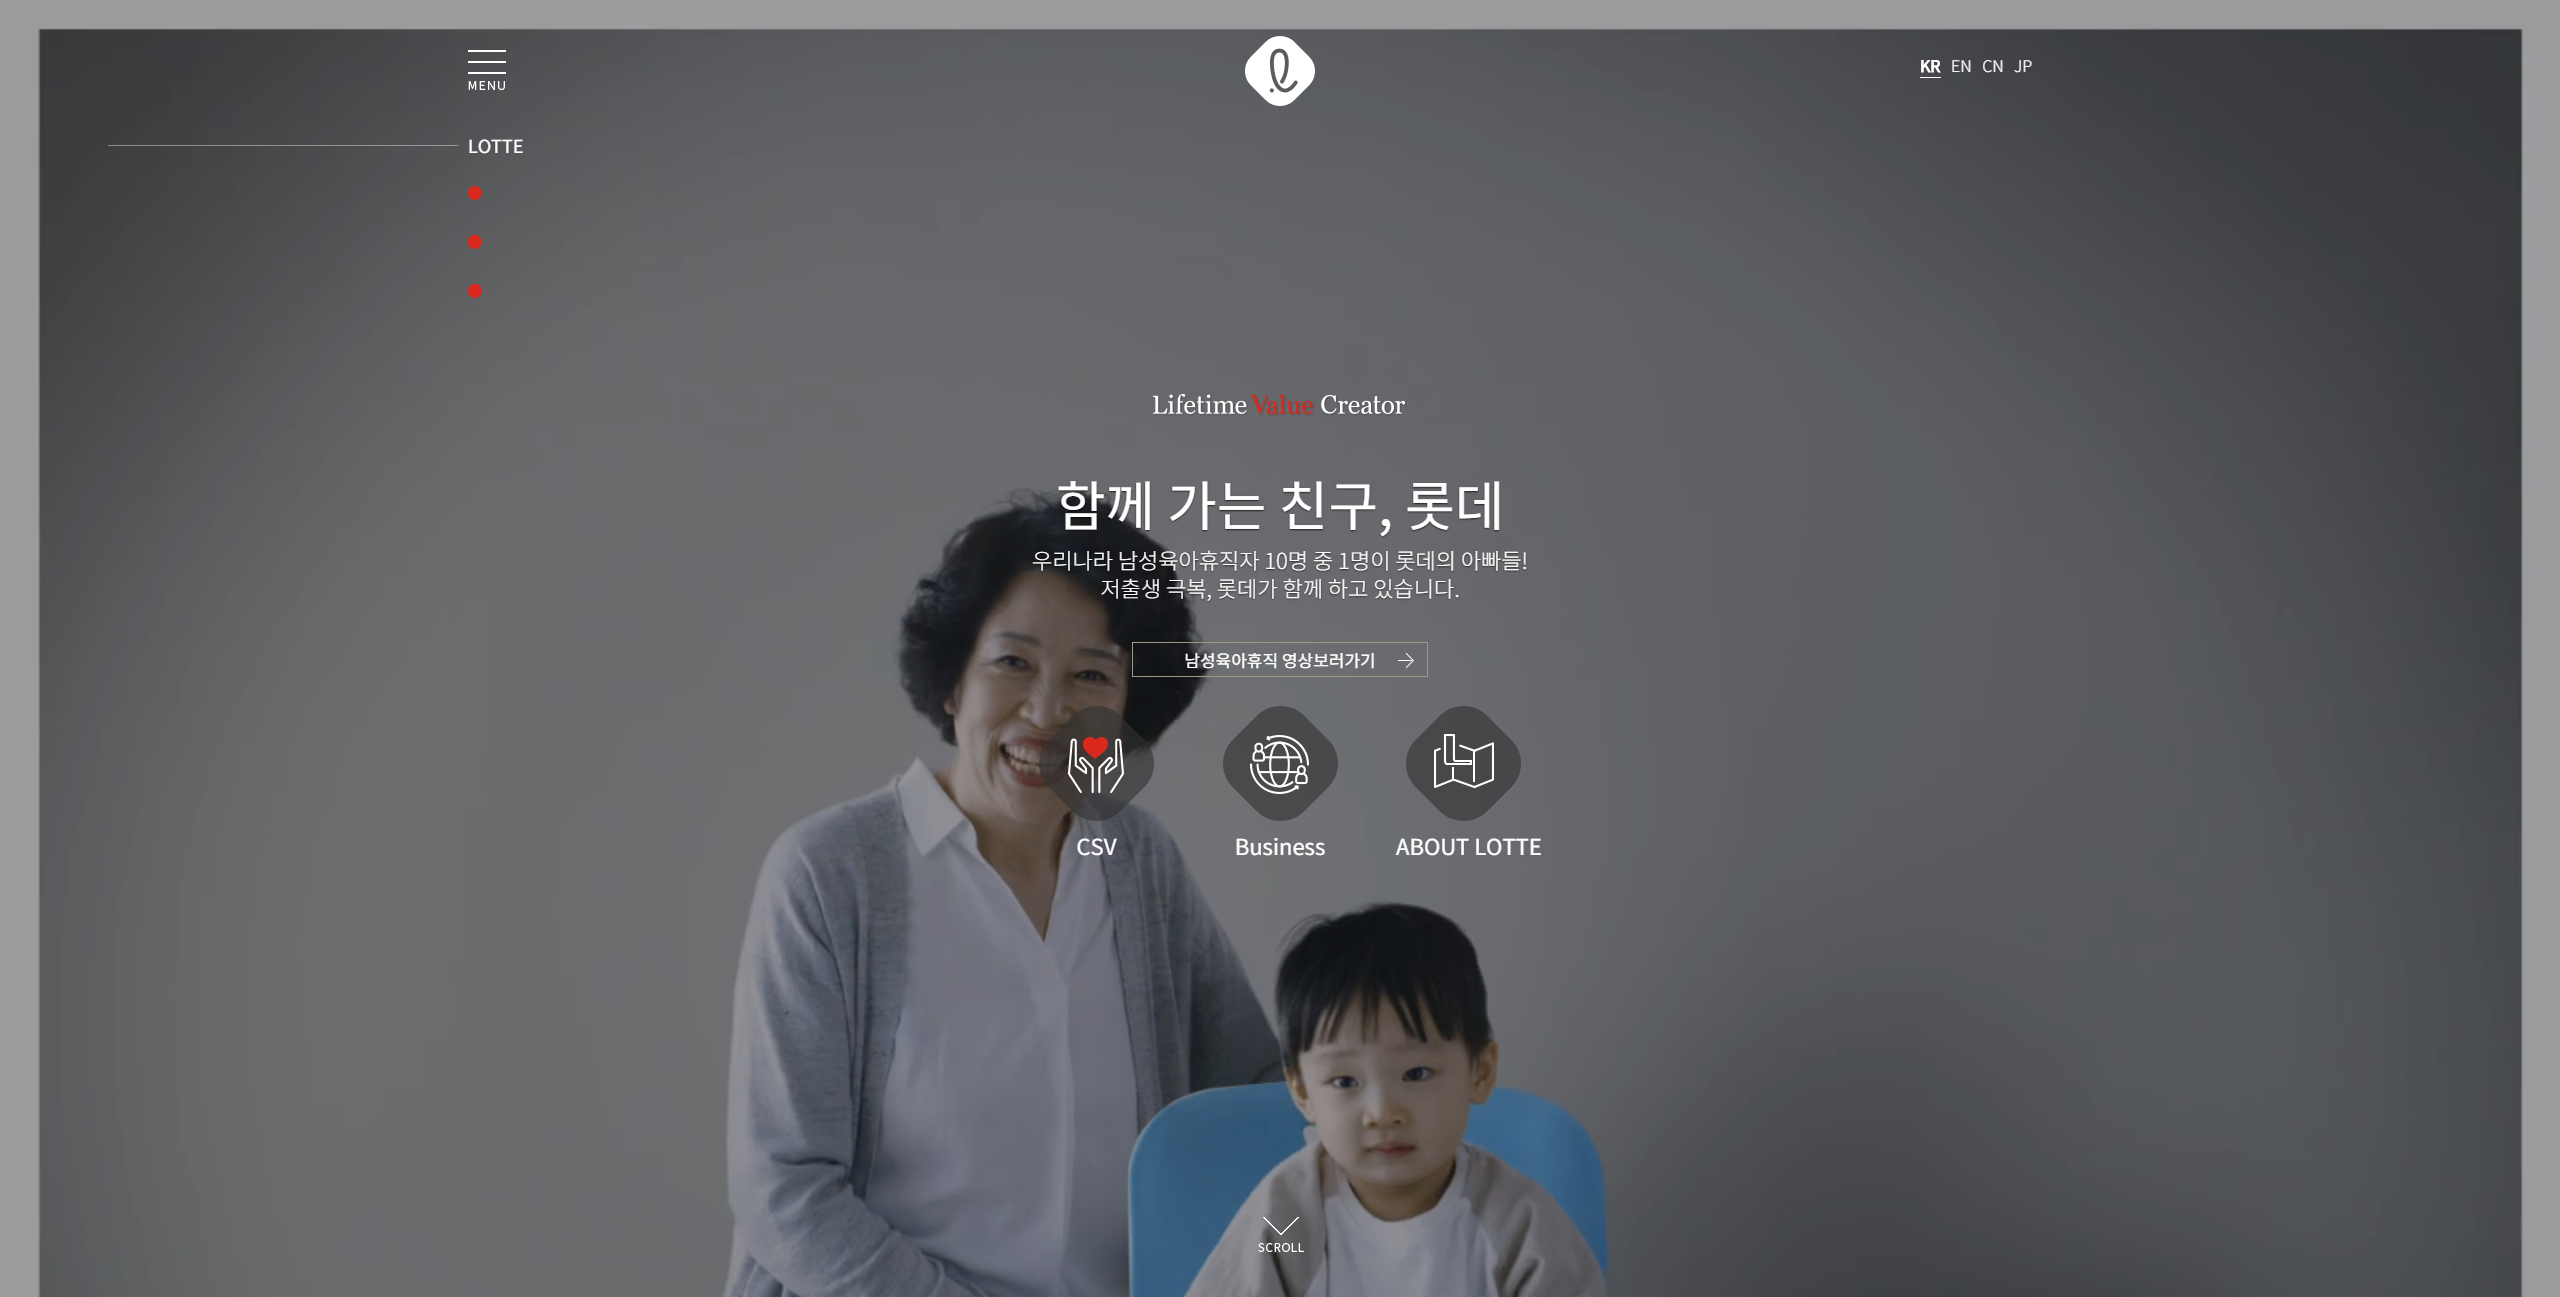 MENU
KR EN CN JP
LOTTE
Lifetime Value Creator
함께 가는 친구, 롯데
우리나라 남성육아휴직자 10명 중 1명이 롯데의 아빠들!
저출생 극복, 롯데가 함께 하고 있습니다.
남성육아휴직 영상보러가기
CSV
Business
ABOUT LOTTE
SCROLL